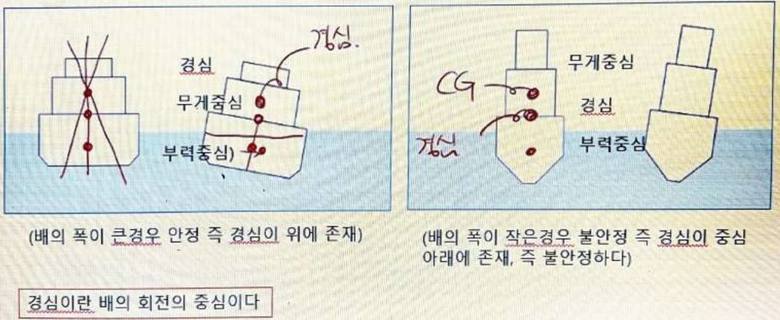 경심.
경심
무게중심
부력중심)
무게중심
CG
경심
경심
부력중심
(배의 폭이 큰경우 안정 즉 경심이 위에 존재)
(배의 폭이 작은경우 불안정 즉 경심이 중심
아래에 존재, 즉 불안정하다)
경심이란 배의 회전의 중심이다